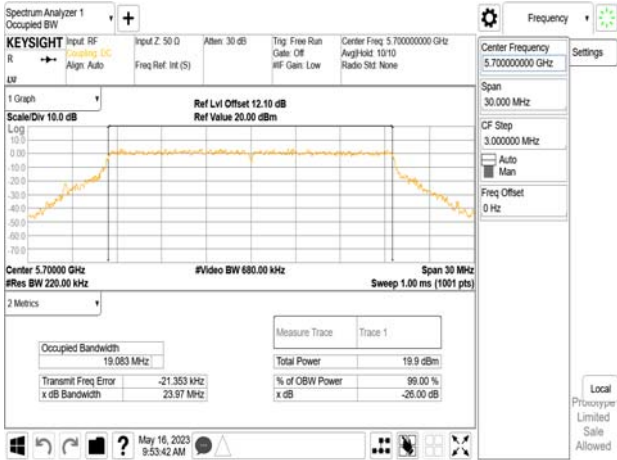 Spectrum Analyzer 1
Occupied BW
+
Frequency
KEYSIGHT
R
LXI
Input: RF
Coupling: DC
Align: Auto
Input Z: 50 Ω
Freq Ref: Int (S)
Atten: 30 dB
Trig: Free Run
Gate: Off
#IF Gain: Low
Center Freq: 5.700000000 GHz
Avg|Hold: 10/10
Radio Std: None
Center Frequency
5.700000000 GHz
Settings
Span
30.000 MHz
CF Step
3.000000 MHz
Auto
Man
Freq Offset
0 Hz
1 Graph
Scale/Div 10.0 dB
Ref Lvl Offset 12.10 dB
Ref Value 20.00 dBm
Log
10.0
0.00
-10.0
-20.0
-30.0
-40.0
-50.0
-60.0
-70.0
Center 5.70000 GHz
#Video BW 680.00 kHz
Span 30 MHz
#Res BW 220.00 kHz
Sweep 1.00 ms (1001 pts)
2 Metrics
Measure Trace
Trace 1
Occupied Bandwidth
19.083 MHz
Total Power
19.9 dBm
Transmit Freq Error
-21.353 kHz
% of OBW Power
99.00 %
x dB Bandwidth
23.97 MHz
x dB
-26.00 dB
Local
Prototype
Limited
Sale
Allowed
?
May 16, 2023
9:53:42 AM